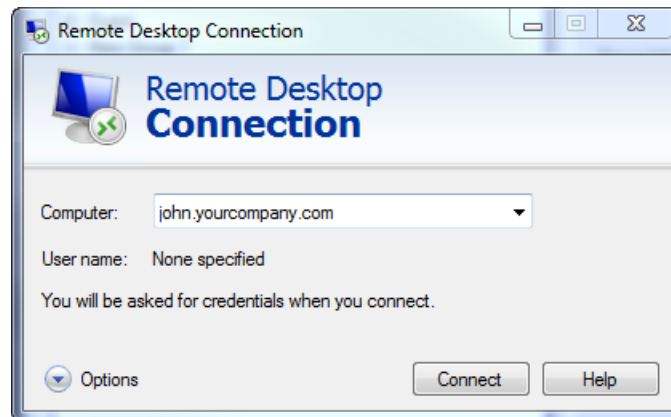 Remote Desktop Connection
Remote Desktop
Connection
Computer: john.yourcompany.com
User name: None specified
You will be asked for credentials when you connect.
Options Connect Help